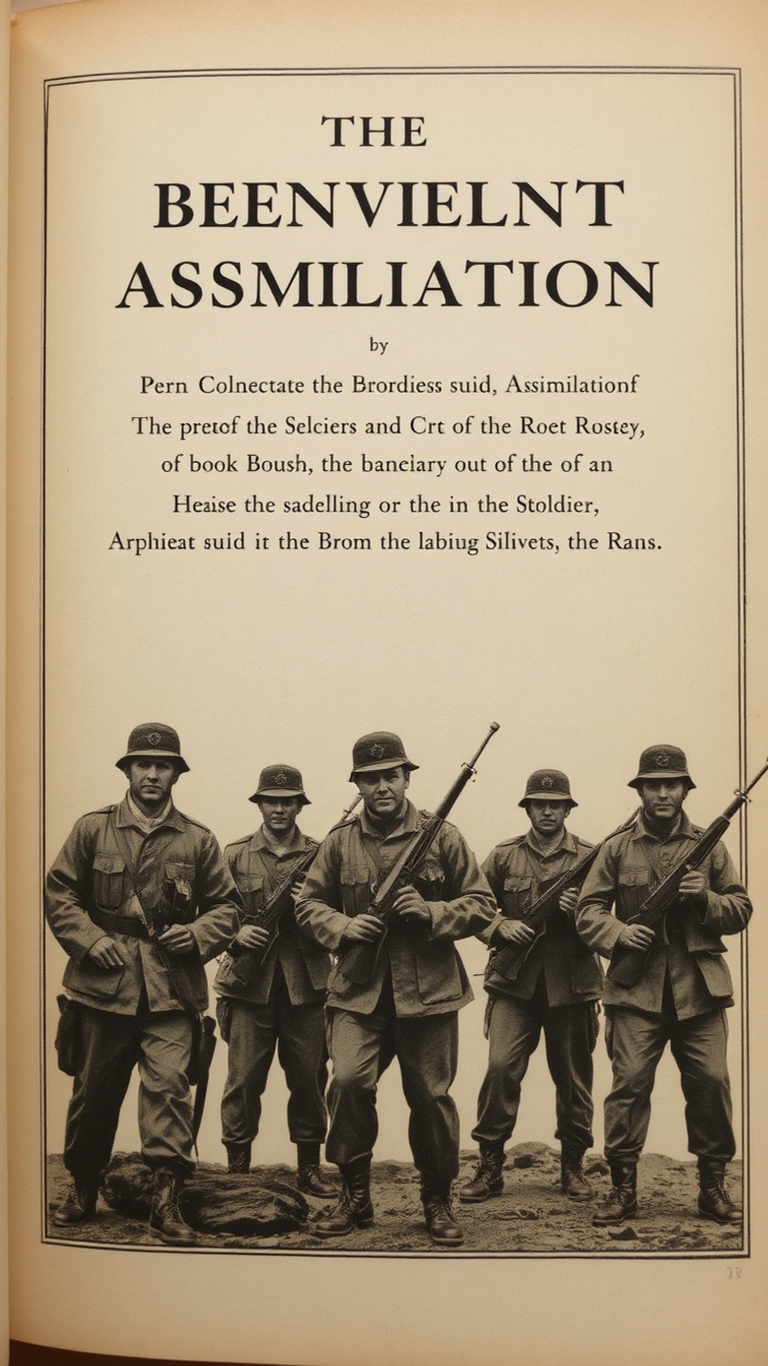 THE
BEENVIELNT
ASSMILIATION
by
Pern Colnectate the Brordiess suid, Assimilationf
The pretof the Selciers and Crt of the Roet Rostey,
of book Boush, the banciary out of the of an
Heaise the sadelling or the in the Stoldier,
Arphieat suid it the Brom the labiug Silivets, the Rans.